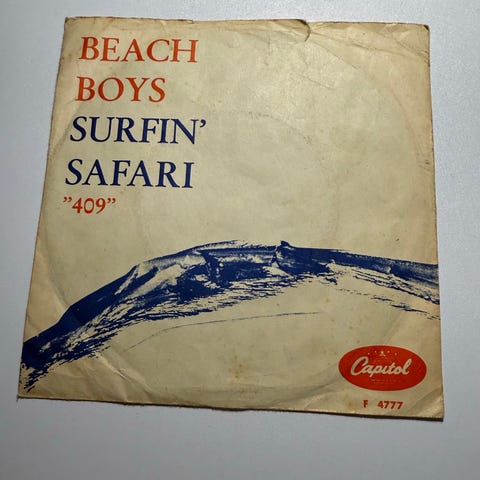 BEACH
BOYS
SURFIN’
SAFARI
”409”
Capitol
F 4777